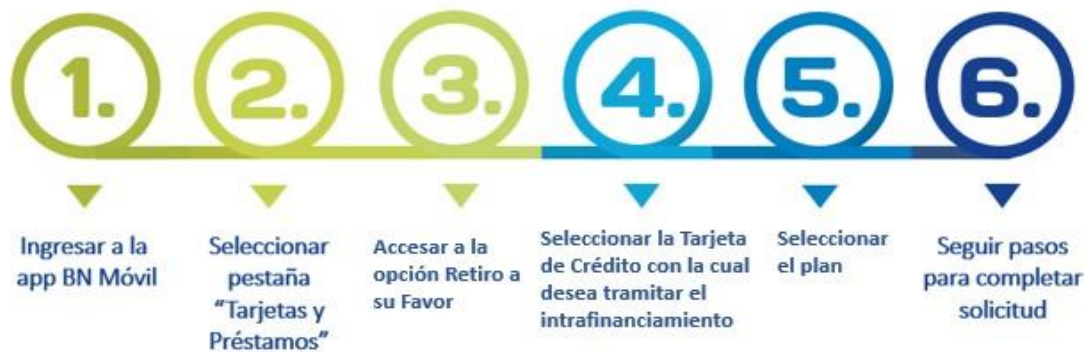 1.
2.
3.
4.
5.
6.
Ingresar a la
app BN Móvil
Seleccionar
pestaña
“Tarjetas y
Préstamos”
Accesar a la
opción Retiro a
su Favor
Seleccionar la Tarjeta
de Crédito con la cual
desea tramitar el
intrafinanciamiento
Seleccionar
el plan
Seguir pasos
para completar
solicitud